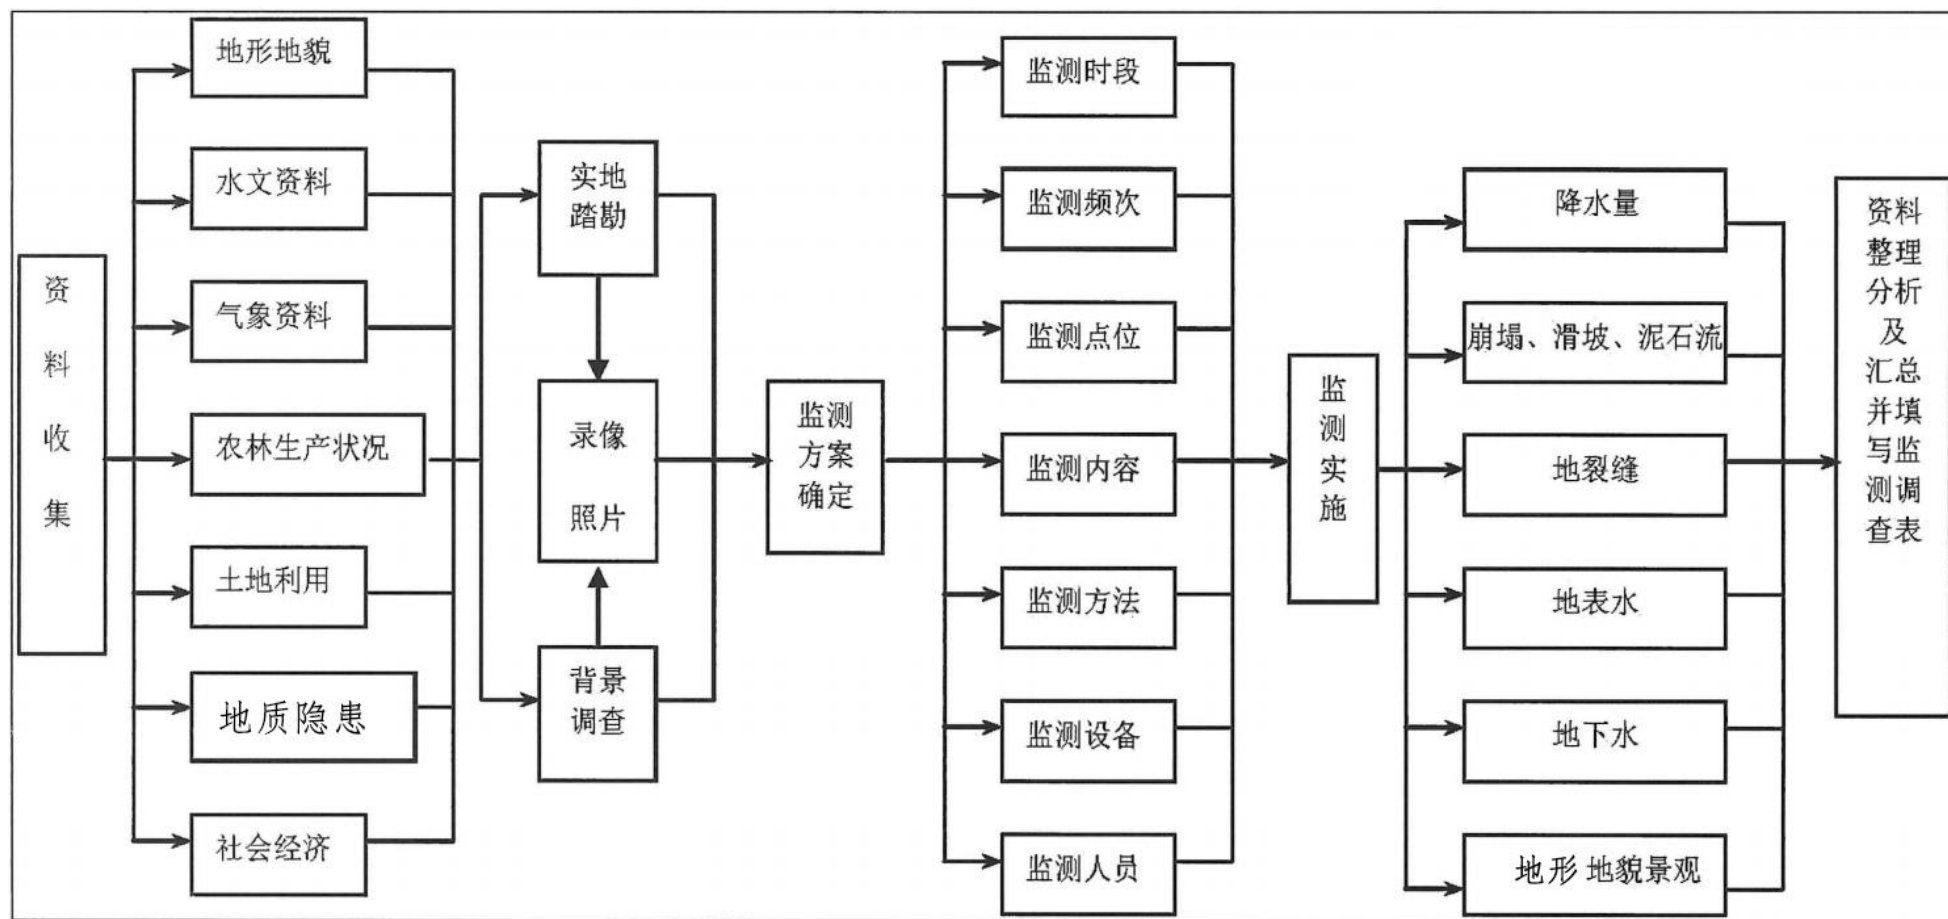 资
料
收
集
地形地貌
水文资料
气象资料
农林生产状况
土地利用
地质隐患
社会经济
实地
踏勘
录像
照片
背景
调查
监测
方案
确定
监测时段
监测频次
监测点位
监测内容
监测方法
监测设备
监测人员
监
测
实
施
降水量
崩塌、滑坡、泥石流
地裂缝
地表水
地下水
地形 地貌景观
资料
整理
分析
及
汇总
并填
写监
测调
查表